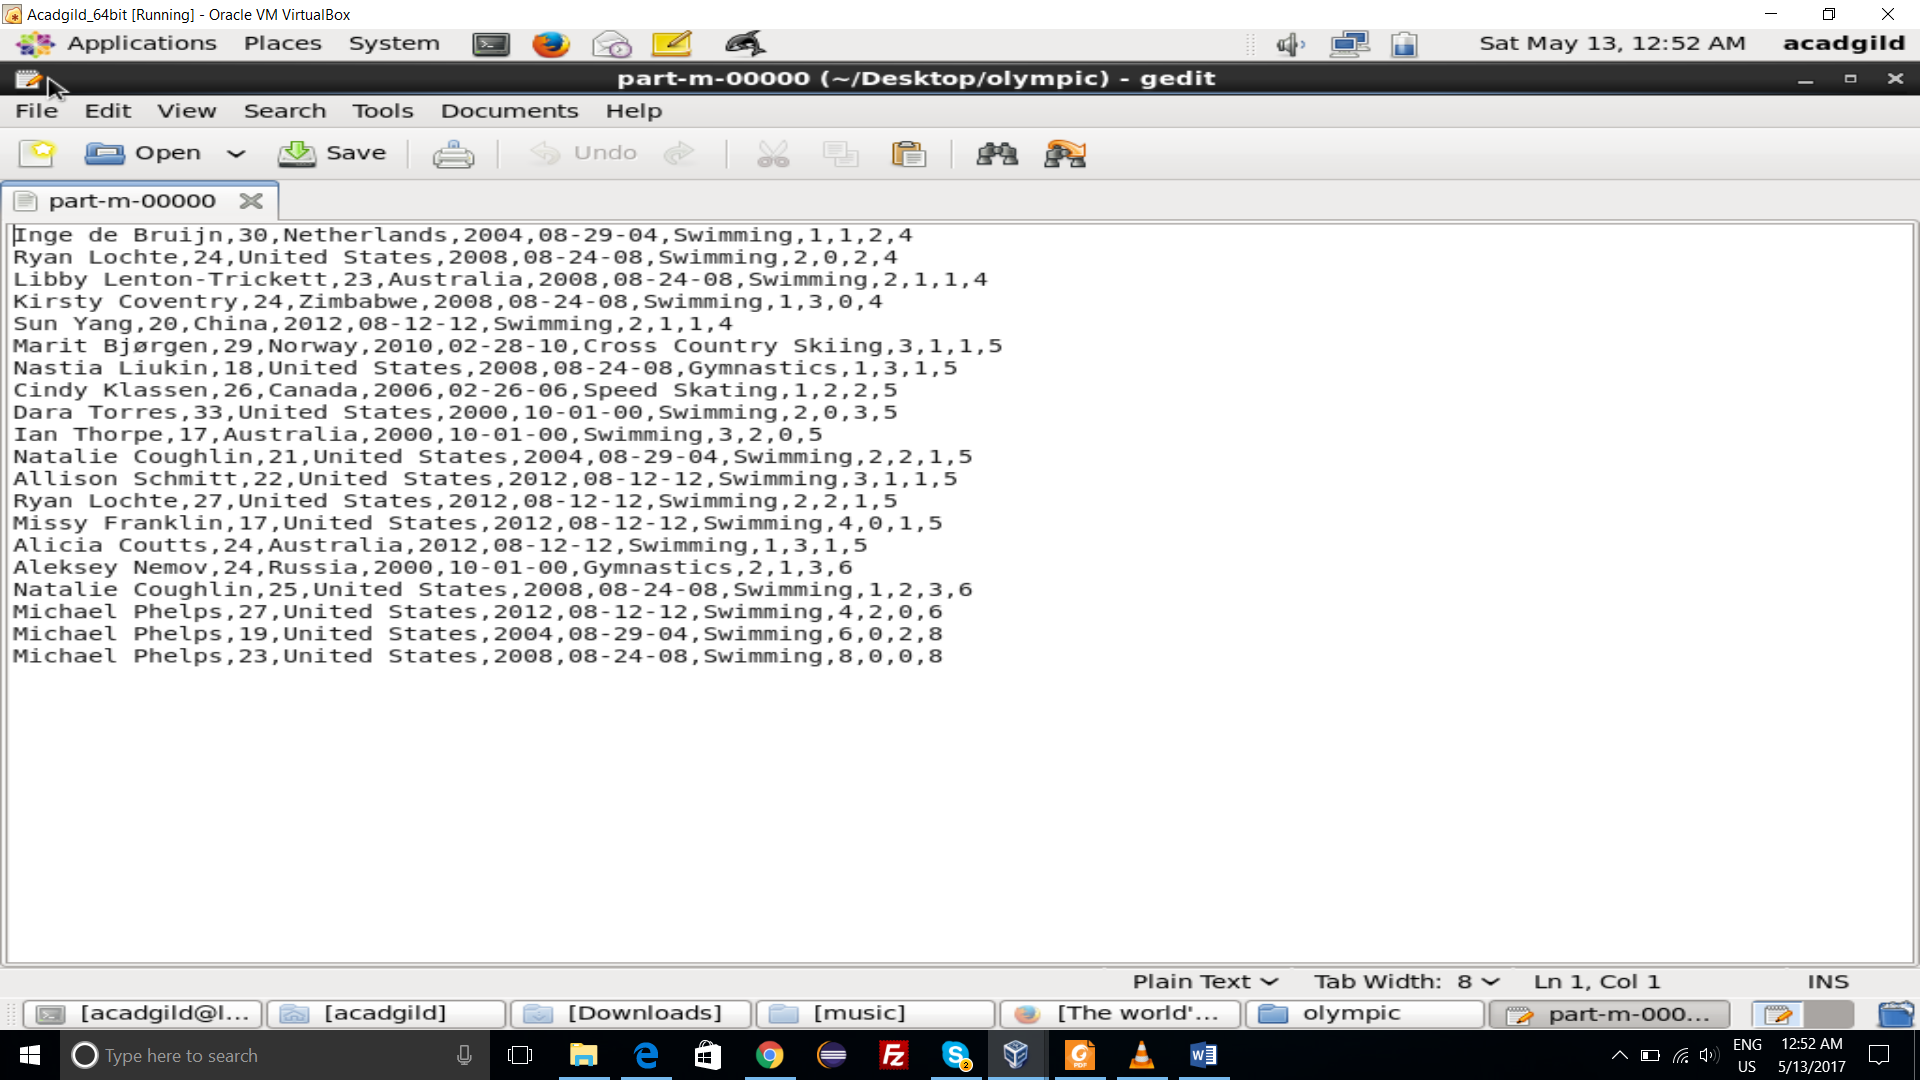 Acadgild_64bit [Running] - Oracle VM VirtualBox
Applications Places System Sat May 13, 12:52 AM acadgild
part-m-00000 (~/Desktop/olympic) - gedit
File Edit View Search Tools Documents Help
Open Save Undo
part-m-00000
Inge de Bruijn,30,Netherlands,2004,08-29-04,Swimming,1,1,2,4
Ryan Lochte,24,United States,2008,08-24-08,Swimming,2,0,2,4
Libby Lenton-Trickett,23,Australia,2008,08-24-08,Swimming,2,1,1,4
Kirsty Coventry,24,Zimbabwe,2008,08-24-08,Swimming,1,3,0,4
Sun Yang,20,China,2012,08-12-12,Swimming,2,1,1,4
Marit Bjørgen,29,Norway,2010,02-28-10,Cross Country Skiing,3,1,1,5
Nastia Liukin,18,United States,2008,08-24-08,Gymnastics,1,3,1,5
Cindy Klassen,26,Canada,2006,02-26-06,Speed Skating,1,2,2,5
Dara Torres,33,United States,2000,10-01-00,Swimming,2,0,3,5
Ian Thorpe,17,Australia,2000,10-01-00,Swimming,3,2,0,5
Natalie Coughlin,21,United States,2004,08-29-04,Swimming,2,2,1,5
Allison Schmitt,22,United States,2012,08-12-12,Swimming,3,1,1,5
Ryan Lochte,27,United States,2012,08-12-12,Swimming,2,2,1,5
Missy Franklin,17,United States,2012,08-12-12,Swimming,4,0,1,5
Alicia Coutts,24,Australia,2012,08-12-12,Swimming,1,3,1,5
Aleksey Nemov,24,Russia,2000,10-01-00,Gymnastics,2,1,3,6
Natalie Coughlin,25,United States,2008,08-24-08,Swimming,1,2,3,6
Michael Phelps,27,United States,2012,08-12-12,Swimming,4,2,0,6
Michael Phelps,19,United States,2004,08-29-04,Swimming,6,0,2,8
Michael Phelps,23,United States,2008,08-24-08,Swimming,8,0,0,8
Plain Text Tab Width: 8 Ln 1, Col 1 INS
[acadgild@l... [acadgild] [Downloads] [music] [The world'... olympic part-m-000...
Type here to search ENG 12:52 AM
US 5/13/2017